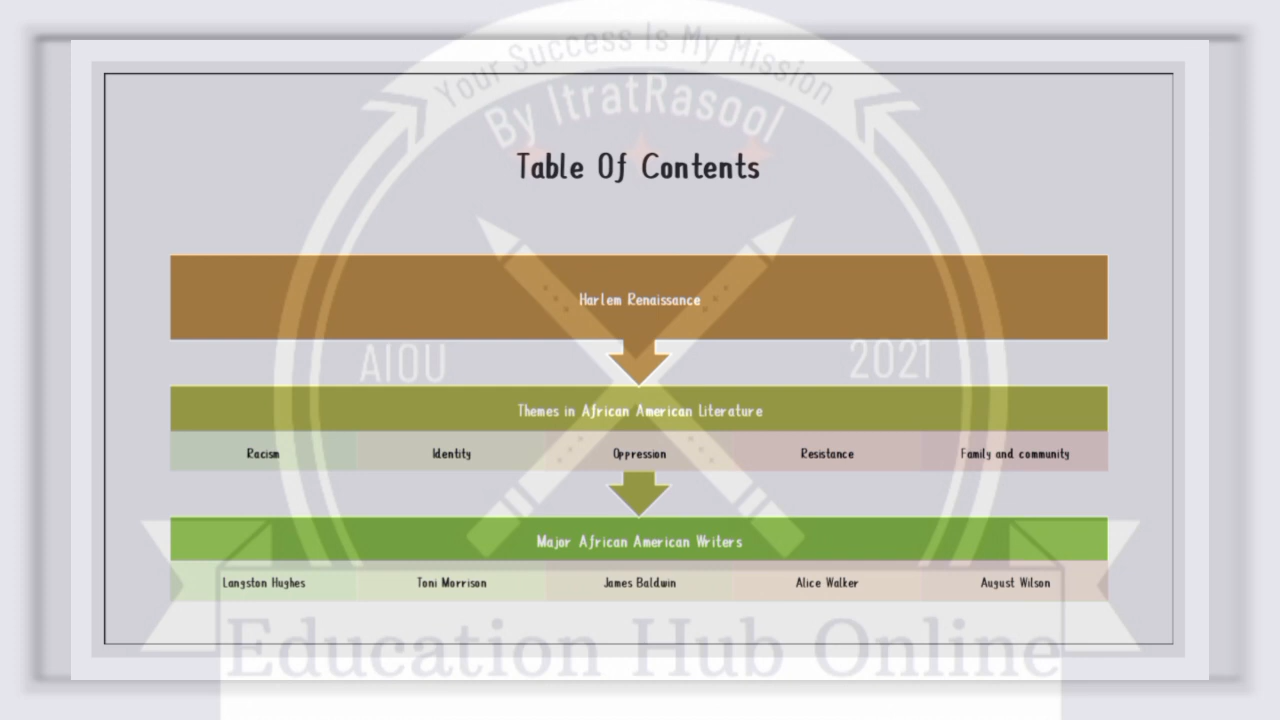 Your Success Is My Mission
By ItratRasool
Table Of Contents
Harlem Renaissance
AIOU 2021
Themes in African American Literature
Racism Identity Oppression Resistance Family and community
Major African American Writers
Langston Hughes Toni Morrison James Baldwin Alice Walker August Wilson
Education Hub Online